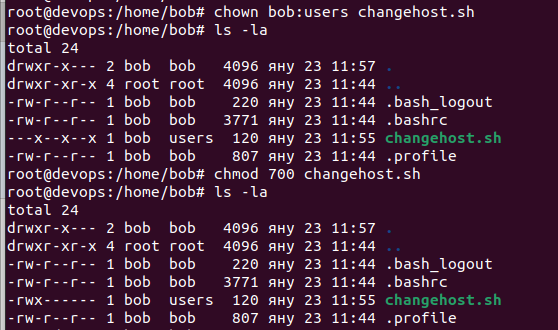 root@devops:/home/bob# chown bob:users changehost.sh
root@devops:/home/bob# ls -la
total 24
drwxr-x--- 2 bob  bob   4096 яну 23 11:57 .
drwxr-xr-x 4 root root  4096 яну 23 11:44 ..
-rw-r--r-- 1 bob  bob    220 яну 23 11:44 .bash_logout
-rw-r--r-- 1 bob  bob   3771 яну 23 11:44 .bashrc
---x--x--x 1 bob  users  120 яну 23 11:55 changehost.sh
-rw-r--r-- 1 bob  bob    807 яну 23 11:44 .profile
root@devops:/home/bob# chmod 700 changehost.sh
root@devops:/home/bob# ls -la
total 24
drwxr-x--- 2 bob  bob   4096 яну 23 11:57 .
drwxr-xr-x 4 root root  4096 яну 23 11:44 ..
-rw-r--r-- 1 bob  bob    220 яну 23 11:44 .bash_logout
-rw-r--r-- 1 bob  bob   3771 яну 23 11:44 .bashrc
-rwx------ 1 bob  users  120 яну 23 11:55 changehost.sh
-rw-r--r-- 1 bob  bob    807 яну 23 11:44 .profile